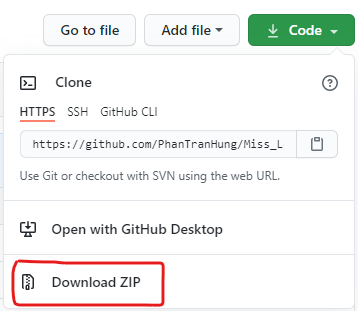 Go to file
Add file
Code
Clone
HTTPS SSH GitHub CLI
https://github.com/PhanTranHung/Miss_L
Use Git or checkout with SVN using the web URL.
Open with GitHub Desktop
Download ZIP